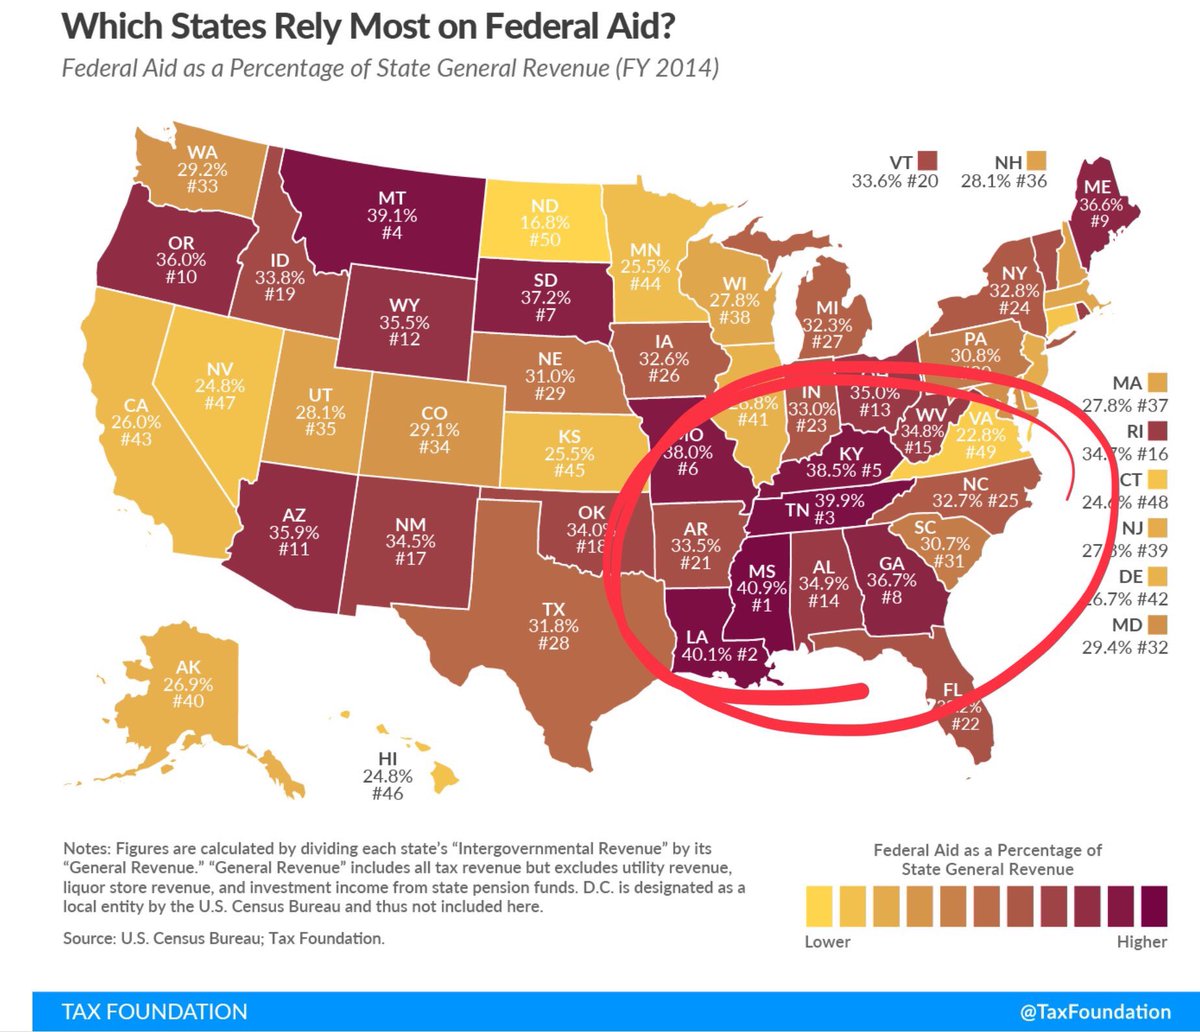 Which States Rely Most on Federal Aid?
Federal Aid as a Percentage of State General Revenue (FY 2014)
WA
29.2%
#33
MT
39.1%
#4
ND
16.8%
#50
VT
33.6% #20
NH
28.1% #36
ME
36.6%
#9
OR
36.0%
#10
ID
33.8%
#19
MN
25.5%
#44
WI
27.8%
#38
SD
37.2%
#7
WY
35.5%
#12
MI
32.3%
#27
NY
32.8%
#24
IA
32.6%
#26
PA
30.8%
NE
31.0%
#29
NV
24.8%
#47
UT
28.1%
#35
CO
29.1%
#34
CA
26.0%
#43
KS
25.5%
#45
MO
38.0%
#6
#41
IN
33.0%
#23
35.0%
#13
WV
34.8%
#15
VA
22.8%
#49
MA
27.8% #37
RI
34.7% #16
CT
#48
NJ
#39
DE
#42
MD
29.4% #32
KY
38.5% #5
NC
32.7% #25
TN 39.9%
#3
AZ
35.9%
#11
NM
34.5%
#17
OK
34.0%
#18
AR
33.5%
#21
SC
30.7%
#31
MS
40.9%
#1
AL
34.9%
#14
GA
36.7%
#8
TX
31.8%
#28
LA
40.1% #2
FL
#22
AK
26.9%
#40
HI
24.8%
#46
Notes: Figures are calculated by dividing each state’s “Intergovernmental Revenue” by its
“General Revenue.” “General Revenue” includes all tax revenue but excludes utility revenue,
liquor store revenue, and investment income from state pension funds. D.C. is designated as a
local entity by the U.S. Census Bureau and thus not included here.
Source: U.S. Census Bureau; Tax Foundation.
Federal Aid as a Percentage of
State General Revenue
Lower
Higher
TAX FOUNDATION
@TaxFoundation